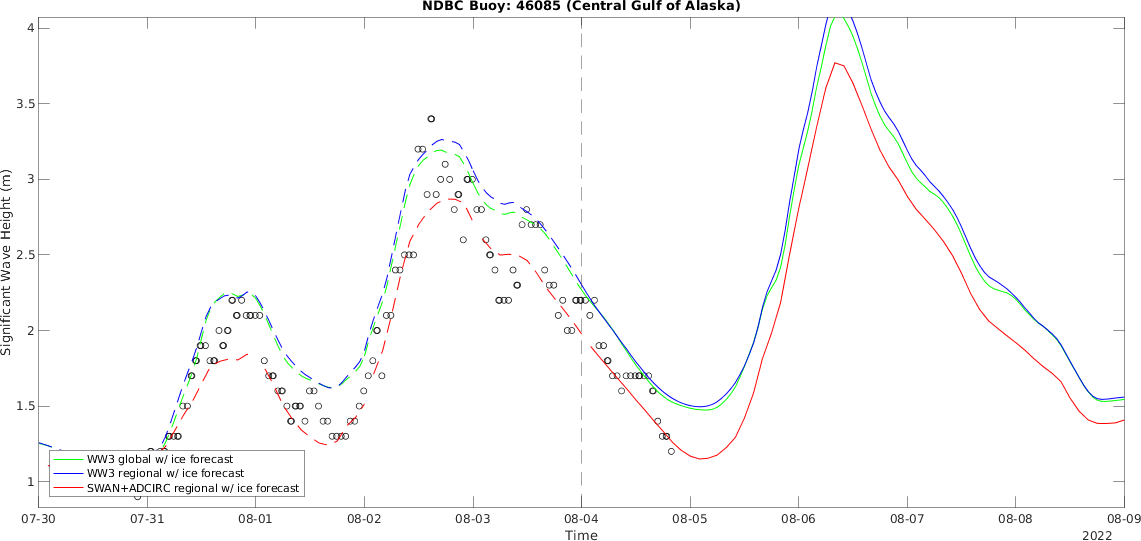 NDBC Buoy: 46085 (Central Gulf of Alaska)
4
3.5
3
2.5
2
1.5
1
Significant Wave Height (m)
WW3 global w/ ice forecast
WW3 regional w/ ice forecast
SWAN+ADCIRC regional w/ ice forecast
07-30 07-31 08-01 08-02 08-03 08-04 08-05 08-06 08-07 08-08 08-09
Time
2022